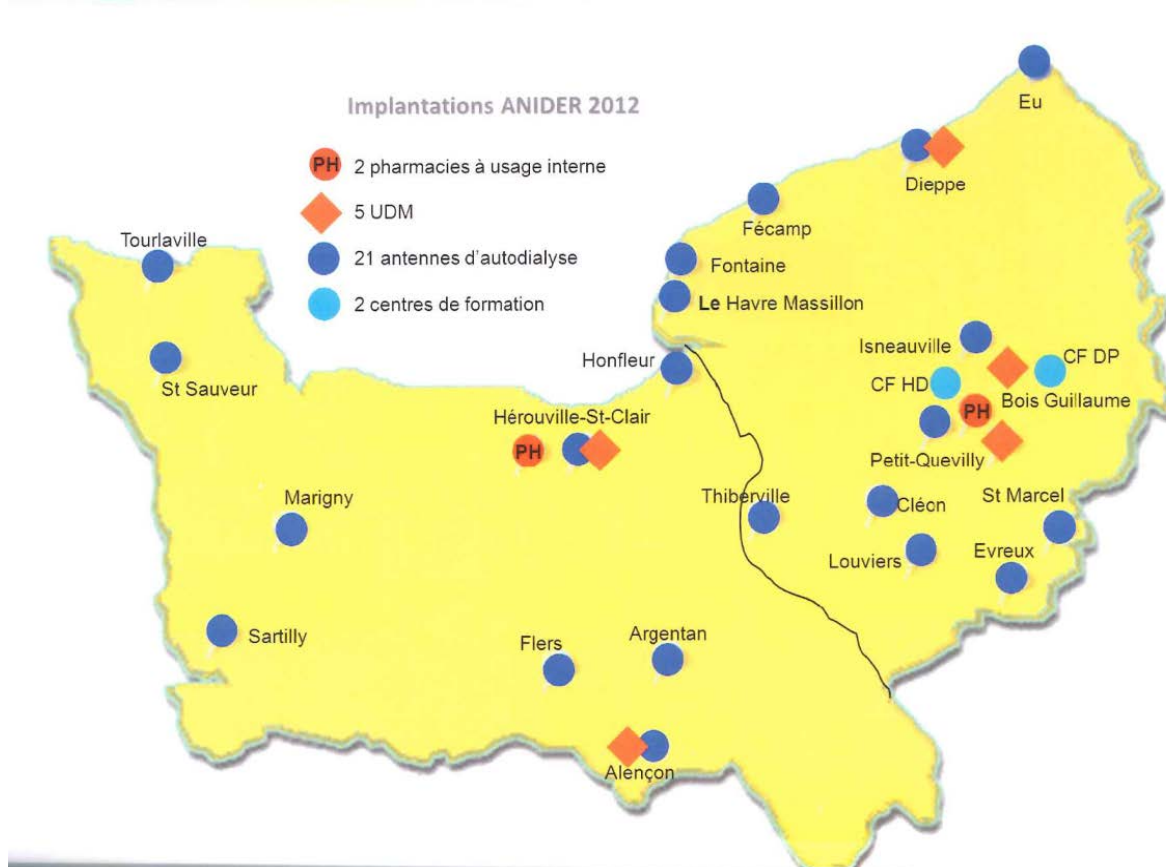 Implantations ANIDER 2012
PH 2 pharmacies à usage interne
5 UDM
21 antennes d'autodialyse
2 centres de formation
Eu
Dieppe
Fécamp
Tourlaville
Fontaine
Le Havre Massillon
Isneauville
St Sauveur
Honfleur
CF DP
CF HD
Bois Guillaume
PH
Hérouville-St-Clair
PH
Petit-Quevilly
Marigny
Thiberville
Cléon
St Marcel
Louviers
Evreux
Sartilly
Flers
Argentan
Alençon